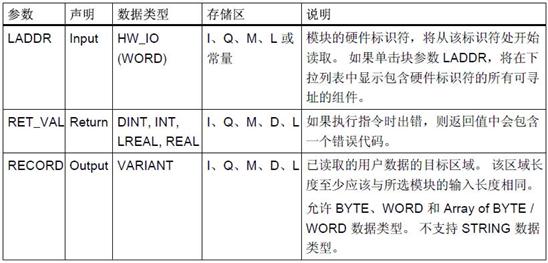 参数 声明 数据类型 存储区 说明
LADDR Input HW_IO I、Q、M、L 或 模块的硬件标识符，将从该标识符处开始
(WORD) 常量 读取。 如果单击块参数 LADDR，将在下
拉列表中显示包含硬件标识符的所有可寻
址的组件。
RET_VAL Return DINT, INT, I、Q、M、D、L 如果执行指令时出错，则返回值中会包含
LREAL, REAL 一个错误代码。
RECORD Output VARIANT I、Q、M、D、L 已读取的用户数据的目标区域。 该区域长
度至少应该与所选模块的输入长度相同。
允许 BYTE、WORD 和 Array of BYTE /
WORD 数据类型。 不支持 STRING 数据
类型。